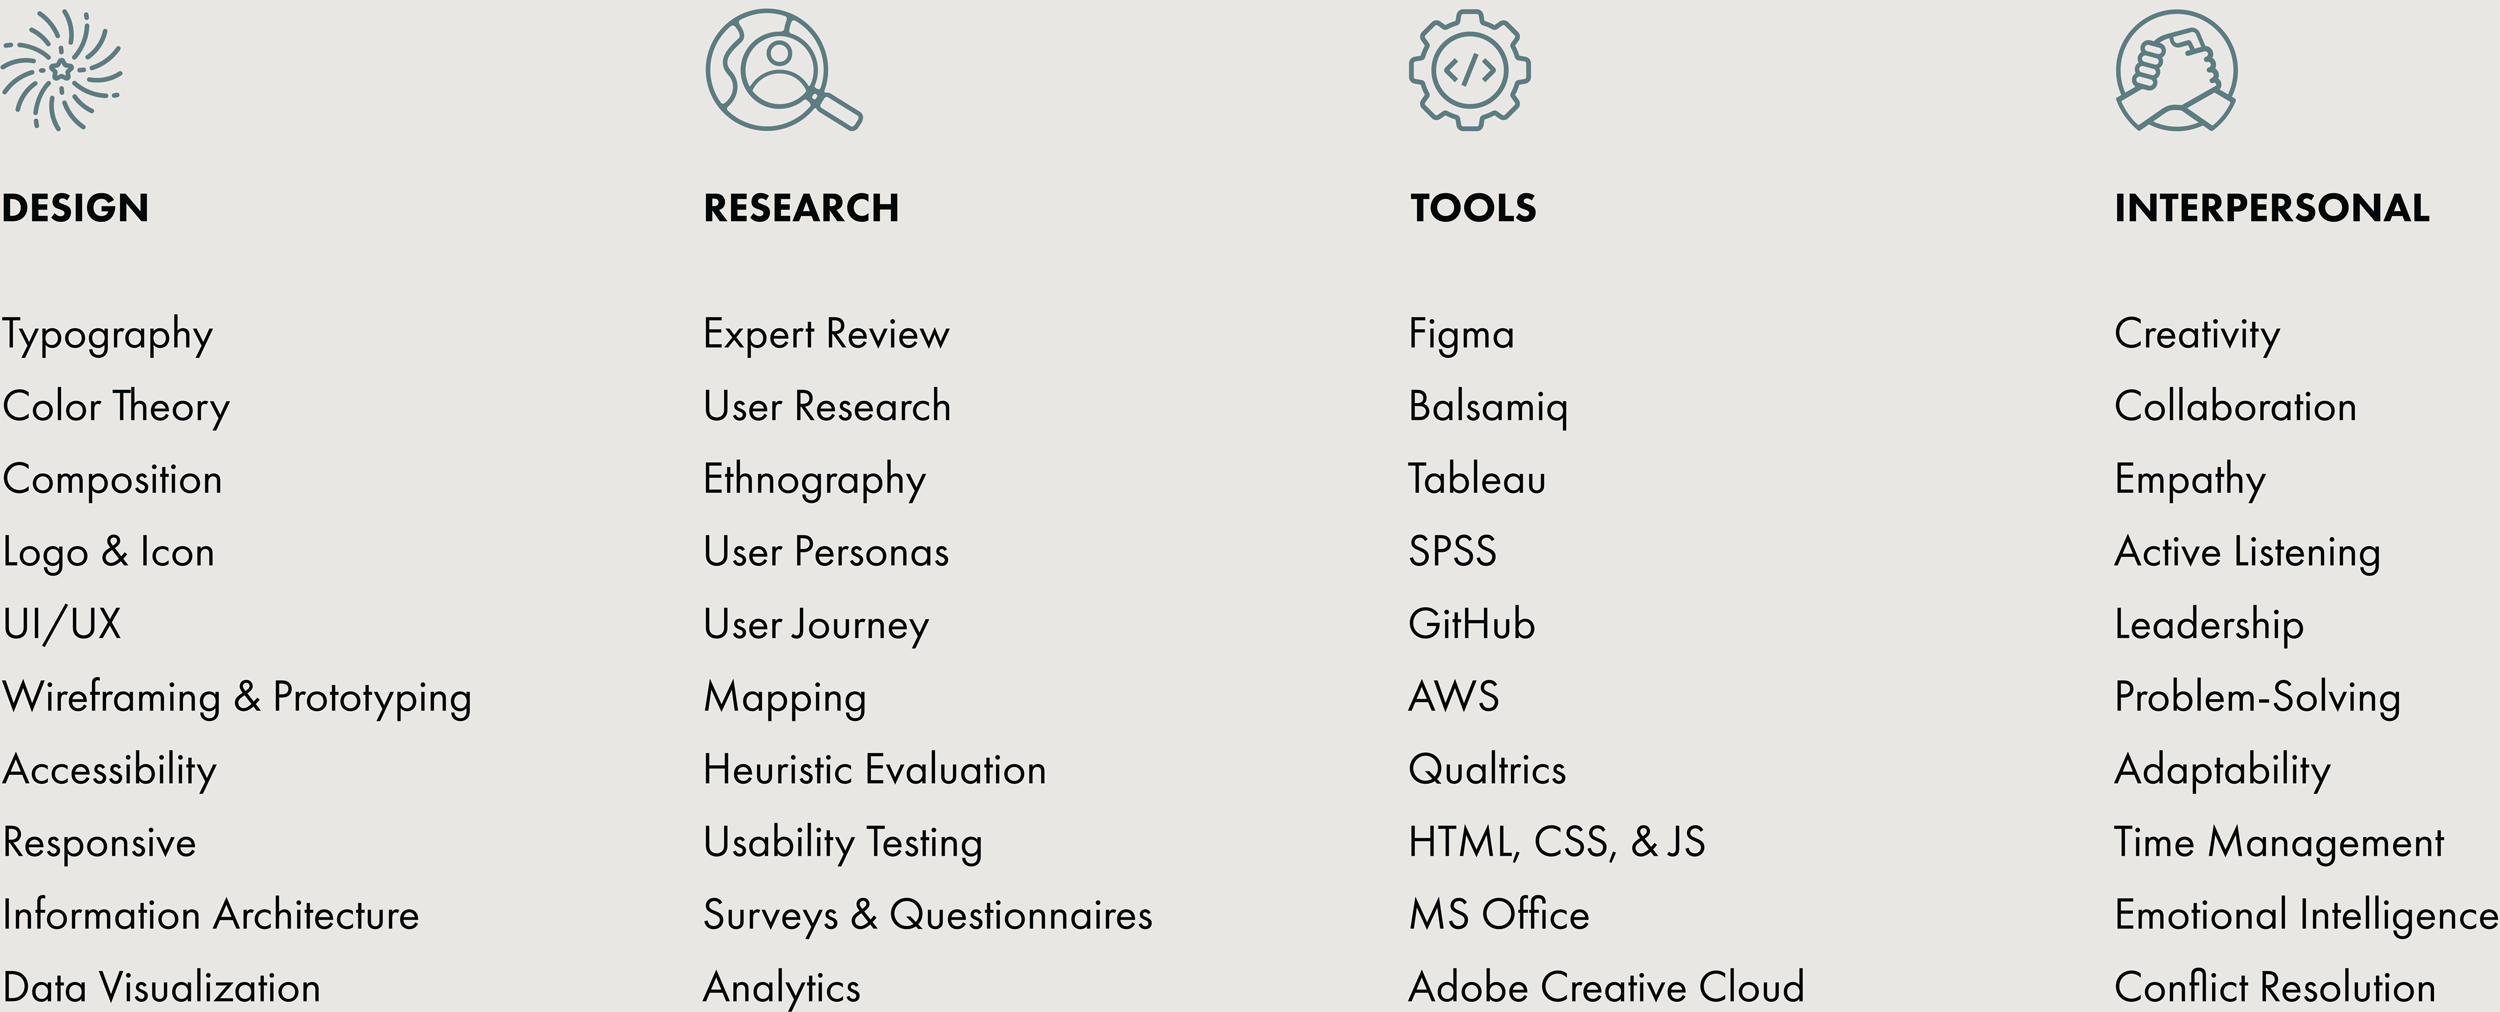 DESIGN
Typography
Color Theory
Composition
Logo & Icon
UI/UX
Wireframing & Prototyping
Accessibility
Responsive
Information Architecture
Data Visualization
RESEARCH
Expert Review
User Research
Ethnography
User Personas
User Journey
Mapping
Heuristic Evaluation
Usability Testing
Surveys & Questionnaires
Analytics
TOOLS
Figma
Balsamiq
Tableau
SPSS
GitHub
AWS
Qualtrics
HTML, CSS, & JS
MS Office
Adobe Creative Cloud
INTERPERSONAL
Creativity
Collaboration
Empathy
Active Listening
Leadership
Problem-Solving
Adaptability
Time Management
Emotional Intelligence
Conflict Resolution